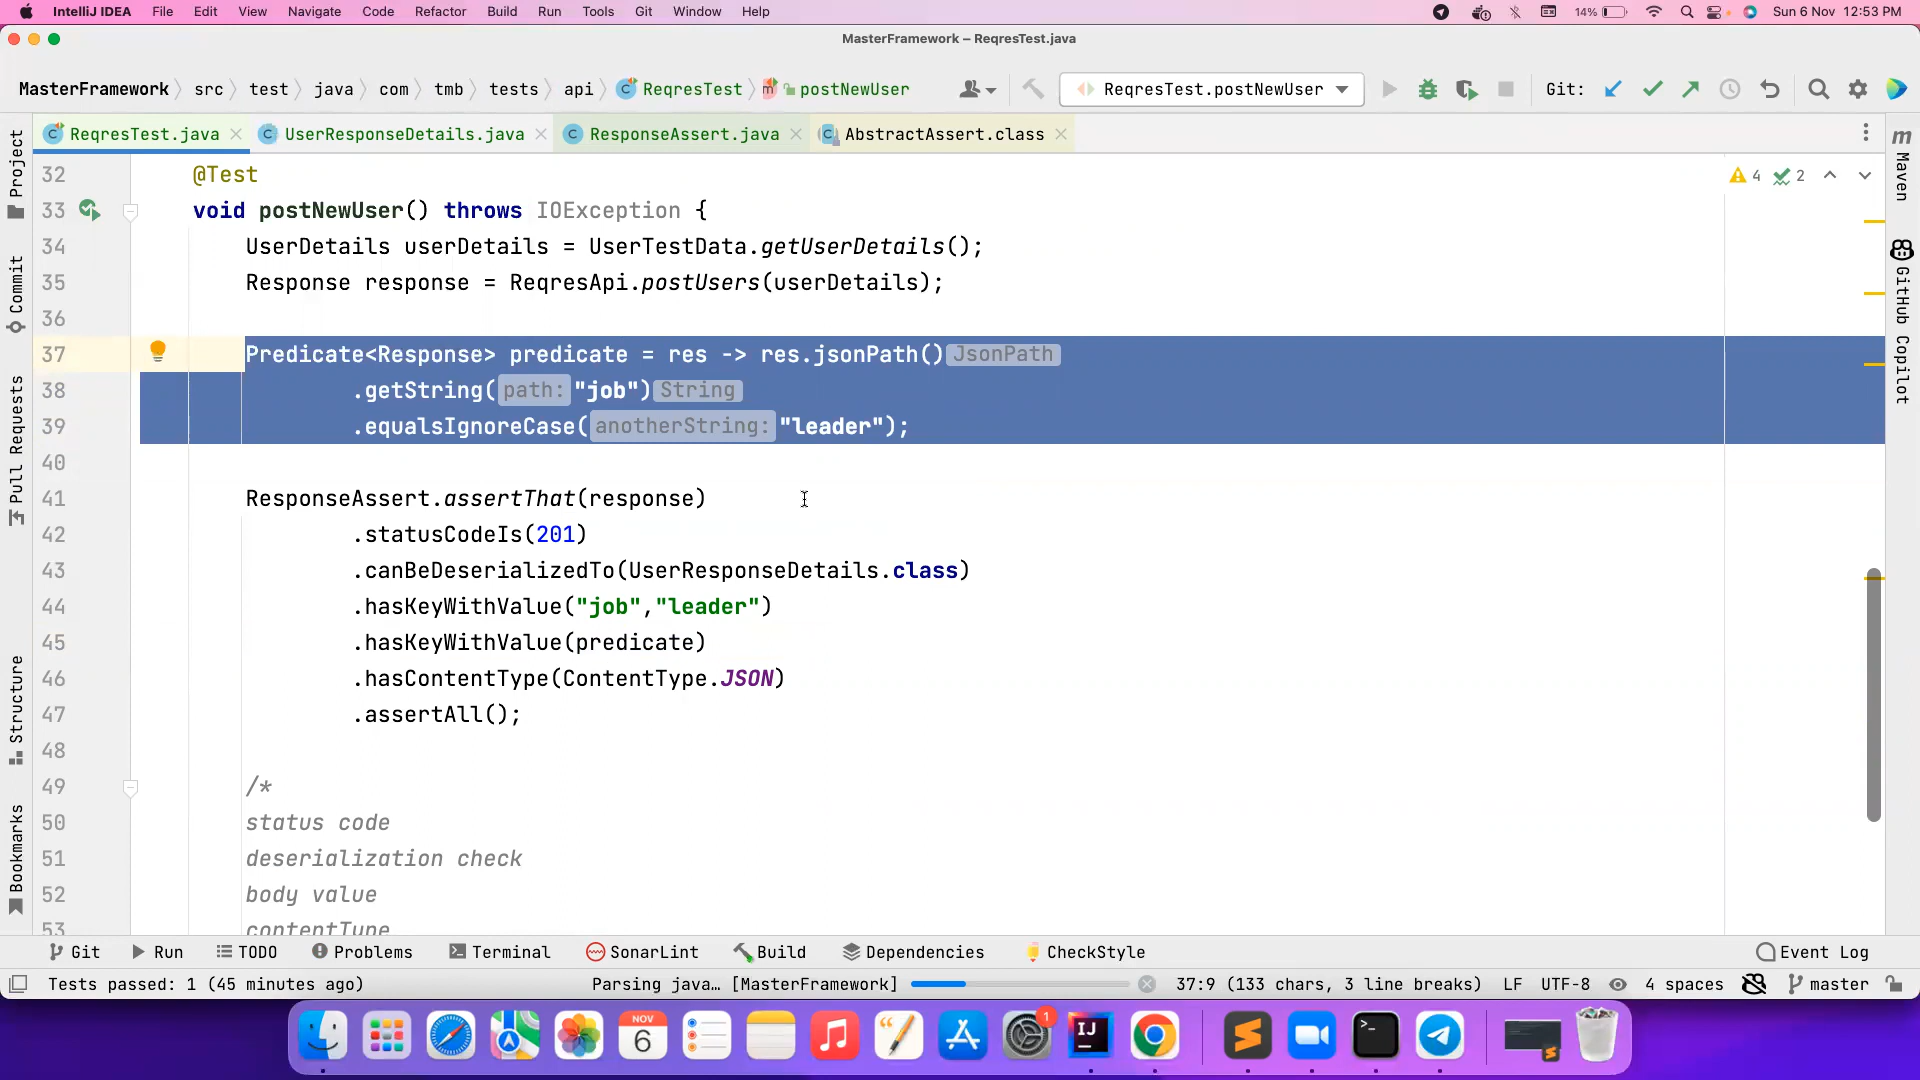 IntelliJ IDEA File Edit View Navigate Code Refactor Build Run Tools Git Window Help 14% Sun 6 Nov 12:53 PM
MasterFramework – ReqresTest.java
MasterFramework src test java com tmb tests api ReqresTest postNewUser ReqresTest.postNewUser Git:
ReqresTest.java UserResponseDetails.java ResponseAssert.java AbstractAssert.class
32 @Test 4 2
33 void postNewUser() throws IOException {
34 UserDetails userDetails = UserTestData.getUserDetails();
35 Response response = ReqresApi.postUsers(userDetails);
36
37 Predicate<Response> predicate = res -> res.jsonPath() JsonPath
38 .getString( path: "job") String
39 .equalsIgnoreCase( anotherString: "leader");
40
41 ResponseAssert.assertThat(response)
42 .statusCodeIs(201)
43 .canBeDeserializedTo(UserResponseDetails.class)
44 .hasKeyWithValue("job","leader")
45 .hasKeyWithValue(predicate)
46 .hasContentType(ContentType.JSON)
47 .assertAll();
48
49 /*
50 status code
51 deserialization check
52 body value
53 contentType
Project
Commit
Pull Requests
Structure
Bookmarks
m Maven
GitHub Copilot
Git Run TODO Problems Terminal SonarLint Build Dependencies CheckStyle Event Log
Tests passed: 1 (45 minutes ago) Parsing java… [MasterFramework] 37:9 (133 chars, 3 line breaks) LF UTF-8 4 spaces master
NOV
6
1
IJ